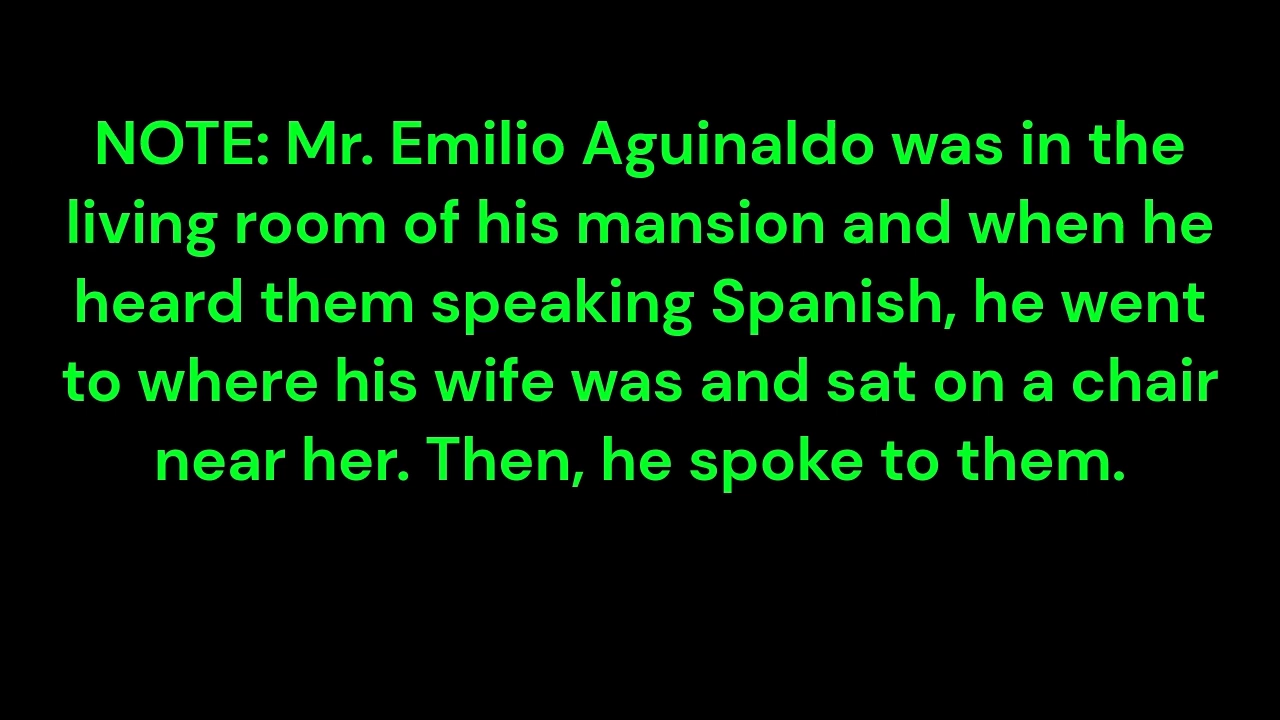 NOTE: Mr. Emilio Aguinaldo was in the
living room of his mansion and when he
heard them speaking Spanish, he went
to where his wife was and sat on a chair
near her. Then, he spoke to them.